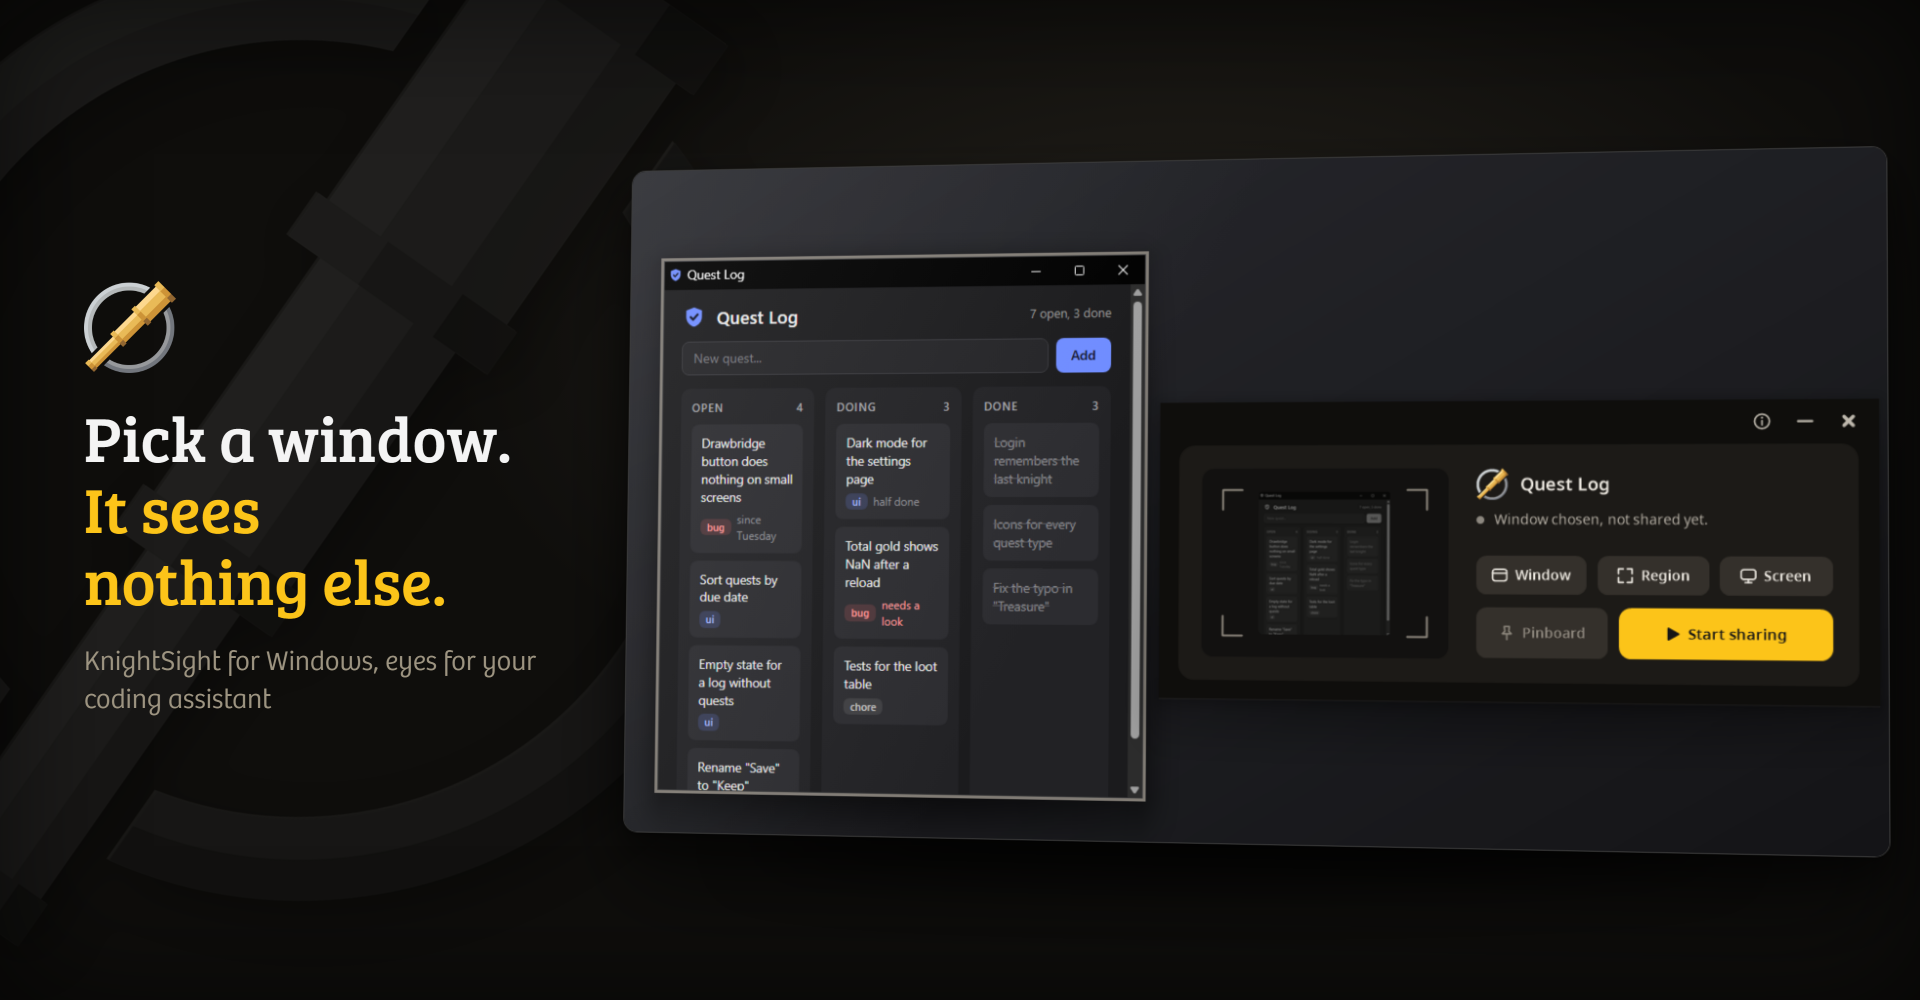 Pick a window.
It sees
nothing else.
KnightSight for Windows, eyes for your
coding assistant
Quest Log
Quest Log
7 open, 3 done
New quest...
Add
OPEN 4
Drawbridge
button does
nothing on small
screens
bug since
Tuesday
Sort quests by
due date
ui
Empty state for
a log without
quests
ui
Rename "Save"
to "Keep"
DOING 3
Dark mode for
the settings
page
ui half done
Total gold shows
NaN after a
reload
bug needs a
look
Tests for the loot
table
chore
DONE 3
Login
remembers the
last knight
Icons for every
quest type
Fix the typo in
"Treasure"
Quest Log
Window chosen, not shared yet.
Window
Region
Screen
Pinboard
Start sharing